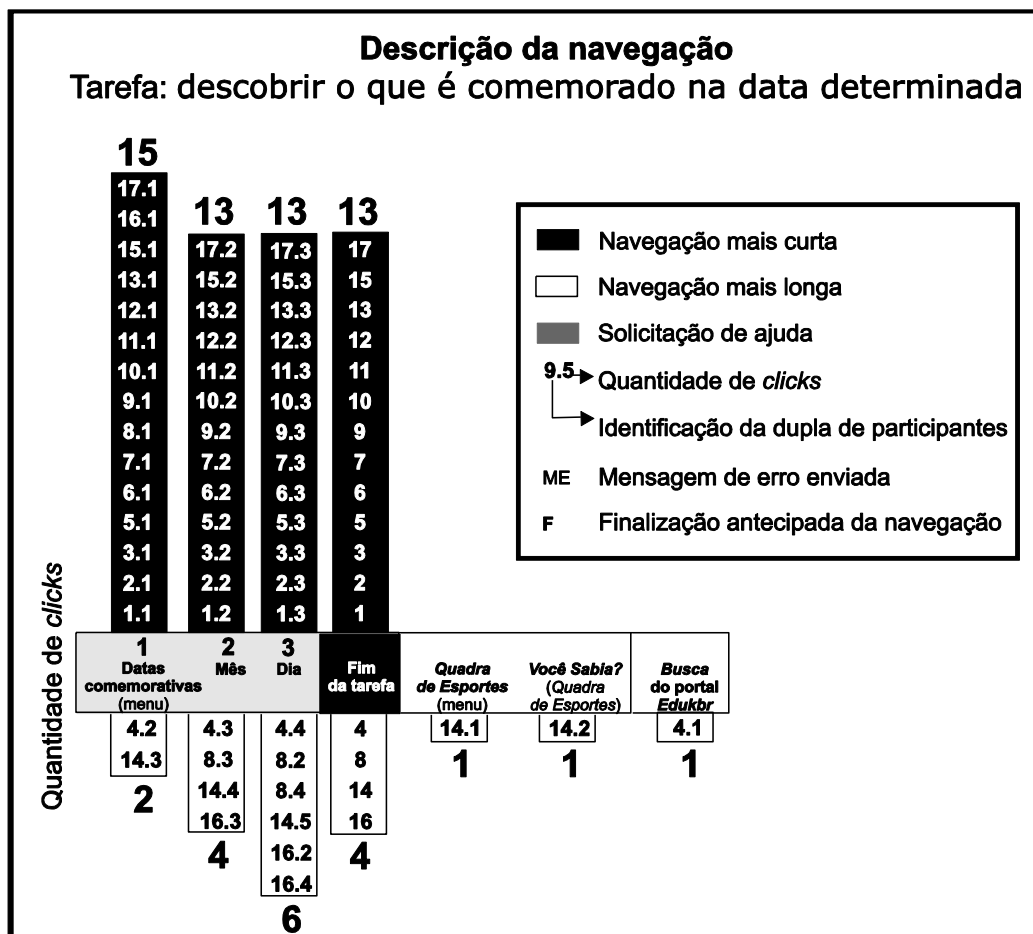 Descrição da navegação
Tarefa: descobrir o que é comemorado na data determinada
15
17.1
16.1
13 13 13
15.1 17.2 17.3 17
13.1 15.2 15.3 15
12.1 13.2 13.3 13
11.1 12.2 12.3 12
10.1 11.2 11.3 11
9.1 10.2 10.3 10
8.1 9.2 9.3 9
7.1 7.2 7.3 7
6.1 6.2 6.3 6
5.1 5.2 5.3 5
3.1 3.2 3.3 3
2.1 2.2 2.3 2
1.1 1.2 1.3 1
Navegação mais curta
Navegação mais longa
Solicitação de ajuda
9.5 Quantidade de clicks
Identificação da dupla de participantes
ME Mensagem de erro enviada
F Finalização antecipada da navegação
Quantidade de clicks
1
Datas
comemorativas
(menu)
2
Mês
3
Dia
Fim
da tarefa
Quadra
de Esportes
(menu)
Você Sabia?
(Quadra
de Esportes)
Busca
do portal
Edukbr
4.2 4.3 4.4 4 14.1 14.2 4.1
14.3 8.3 8.2 8 1 1 1
2 14.4 8.4 14
16.3 14.5 16
4 16.2 4
16.4
6